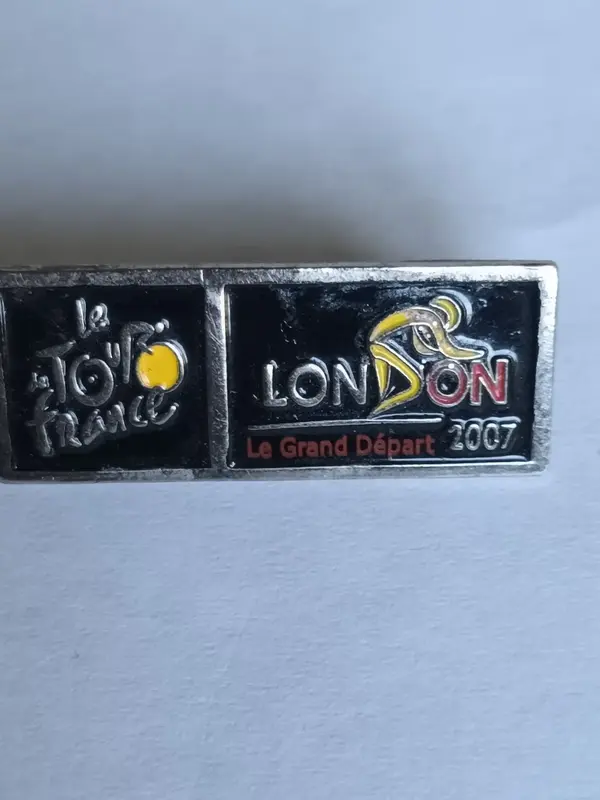 le
TOUR
de
france
LONDON
Le Grand Départ 2007